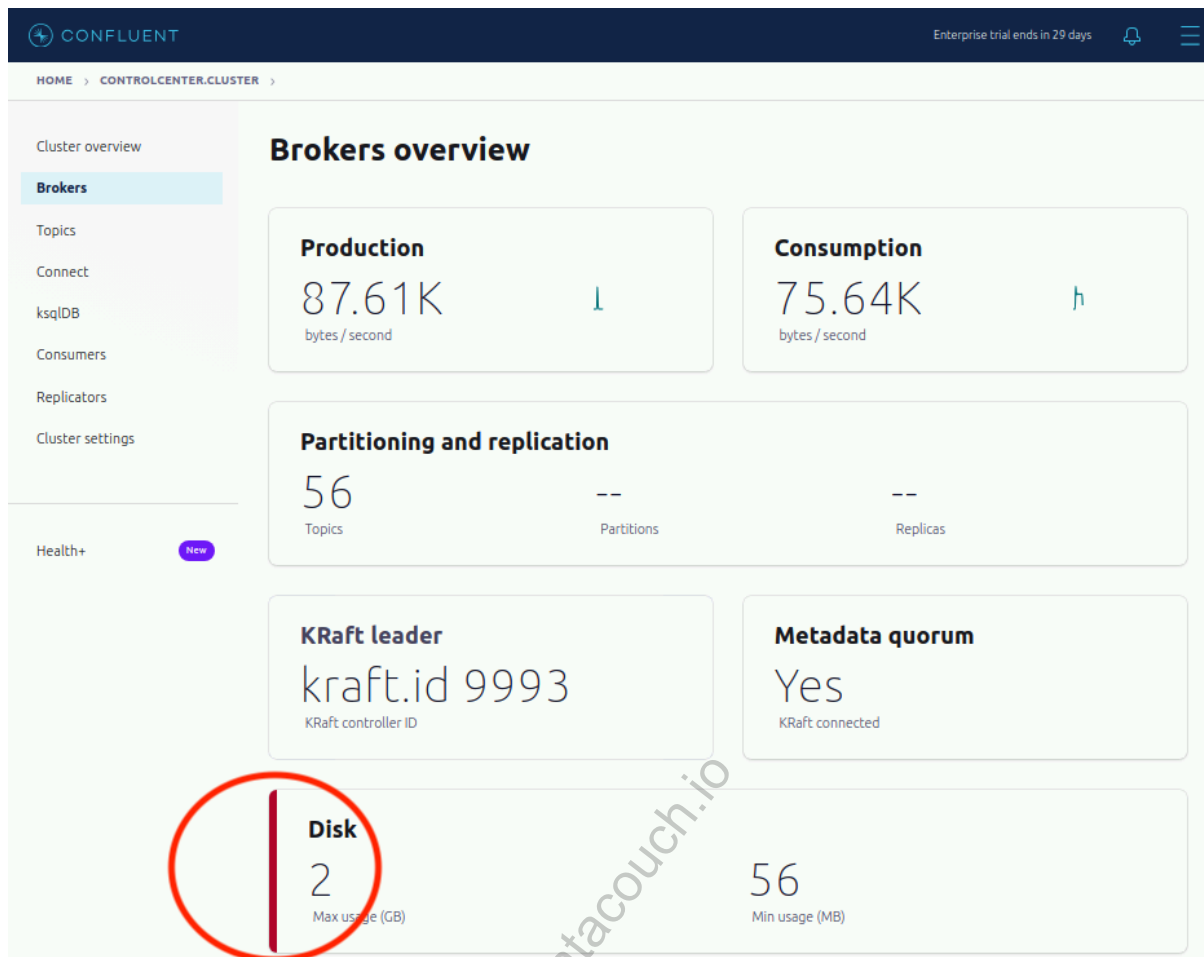 CONFLUENT
Enterprise trial ends in 29 days
HOME > CONTROLCENTER.CLUSTER >
Cluster overview
Brokers
Topics
Connect
ksqlDB
Consumers
Replicators
Cluster settings
Health+ New
Brokers overview
Production
87.61K
bytes / second
Consumption
75.64K
bytes / second
Partitioning and replication
56
Topics
--
Partitions
--
Replicas
KRaft leader
kraft.id 9993
KRaft controller ID
Metadata quorum
Yes
KRaft connected
Disk
2
Max usage (GB)
56
Min usage (MB)
tacouch.io